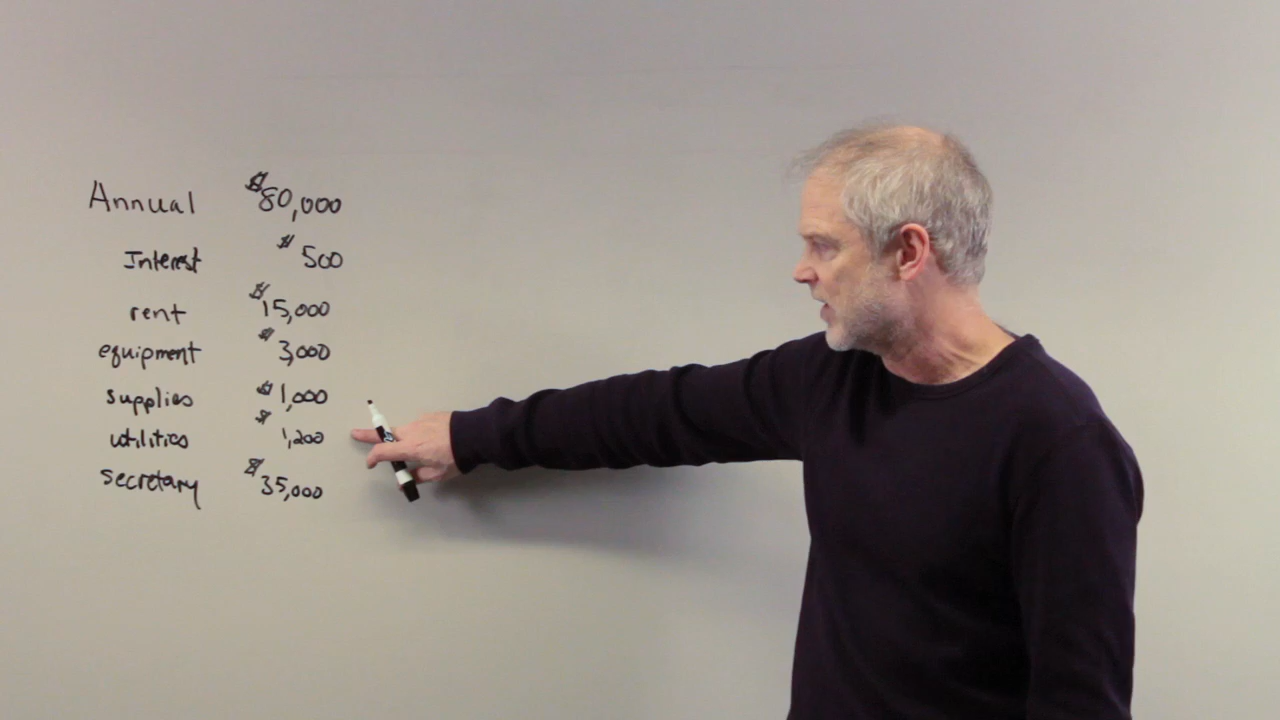 Annual $80,000
Interest $500
rent $15,000
equipment $3,000
supplies $1,000
utilities $1,200
secretary $35,000